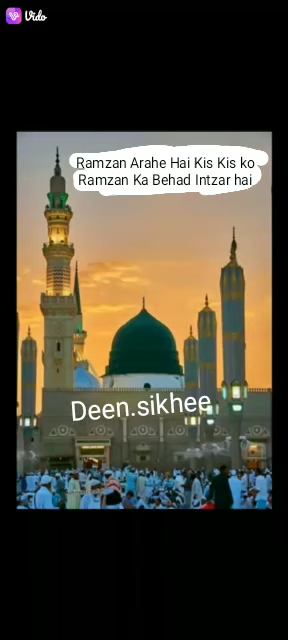 Vido
Ramzan Arahe Hai Kis Kis ko
Ramzan Ka Behad Intzar hai
Deen.sikhee